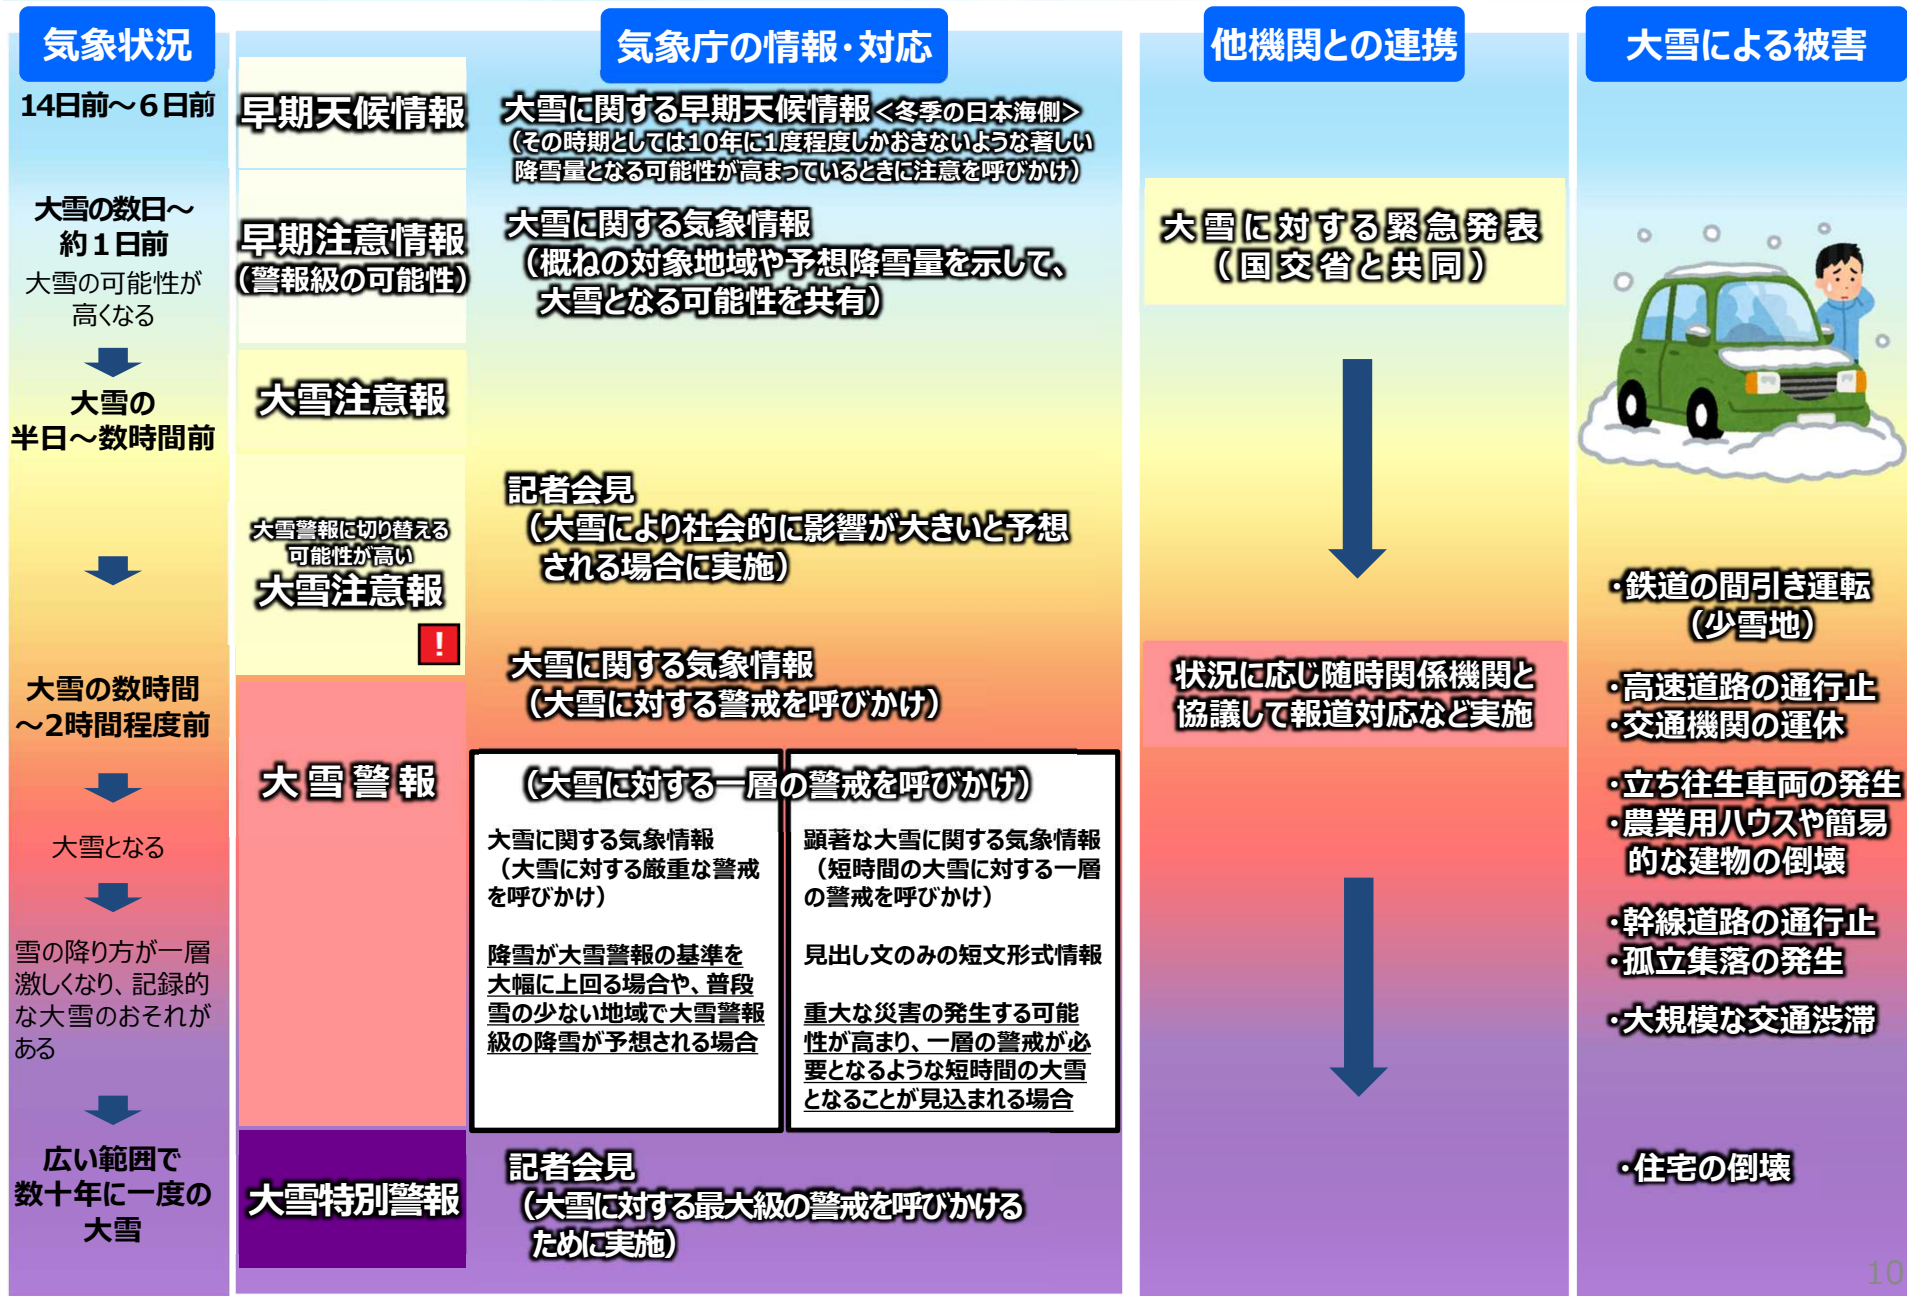 気象状況
14日前～6日前
大雪の数日～
約1日前
大雪の可能性が
高くなる
大雪の
半日～数時間前
大雪の数時間
～2時間程度前
大雪となる
雪の降り方が一層
激しくなり、記録的
な大雪のおそれが
ある
広い範囲で
数十年に一度の
大雪
気象庁の情報・対応
早期天候情報
早期注意情報
（警報級の可能性）
大雪注意報
大雪警報に切り替える
可能性が高い
大雪注意報
!
大雪警報
大雪特別警報
大雪に関する早期天候情報＜冬季の日本海側＞
（その時期としては10年に1度程度しかおきないような著しい
降雪量となる可能性が高まっているときに注意を呼びかけ）
大雪に関する気象情報
（概ねの対象地域や予想降雪量を示して、
大雪となる可能性を共有）
記者会見
（大雪により社会的に影響が大きいと予想
される場合に実施）
大雪に関する気象情報
（大雪に対する警戒を呼びかけ）
（大雪に対する一層の警戒を呼びかけ）
大雪に関する気象情報
（大雪に対する厳重な警戒
を呼びかけ）
降雪が大雪警報の基準を
大幅に上回る場合や、普段
雪の少ない地域で大雪警報
級の降雪が予想される場合
顕著な大雪に関する気象情報
（短時間の大雪に対する一層
の警戒を呼びかけ）
見出し文のみの短文形式情報
重大な災害の発生する可能
性が高まり、一層の警戒が必
要となるような短時間の大雪
となることが見込まれる場合
記者会見
（大雪に対する最大級の警戒を呼びかける
ために実施）
他機関との連携
大雪に対する緊急発表
（国交省と共同）
状況に応じ随時関係機関と
協議して報道対応など実施
大雪による被害
・鉄道の間引き運転
（少雪地）
・高速道路の通行止
・交通機関の運休
・立ち往生車両の発生
・農業用ハウスや簡易
的な建物の倒壊
・幹線道路の通行止
・孤立集落の発生
・大規模な交通渋滞
・住宅の倒壊
10